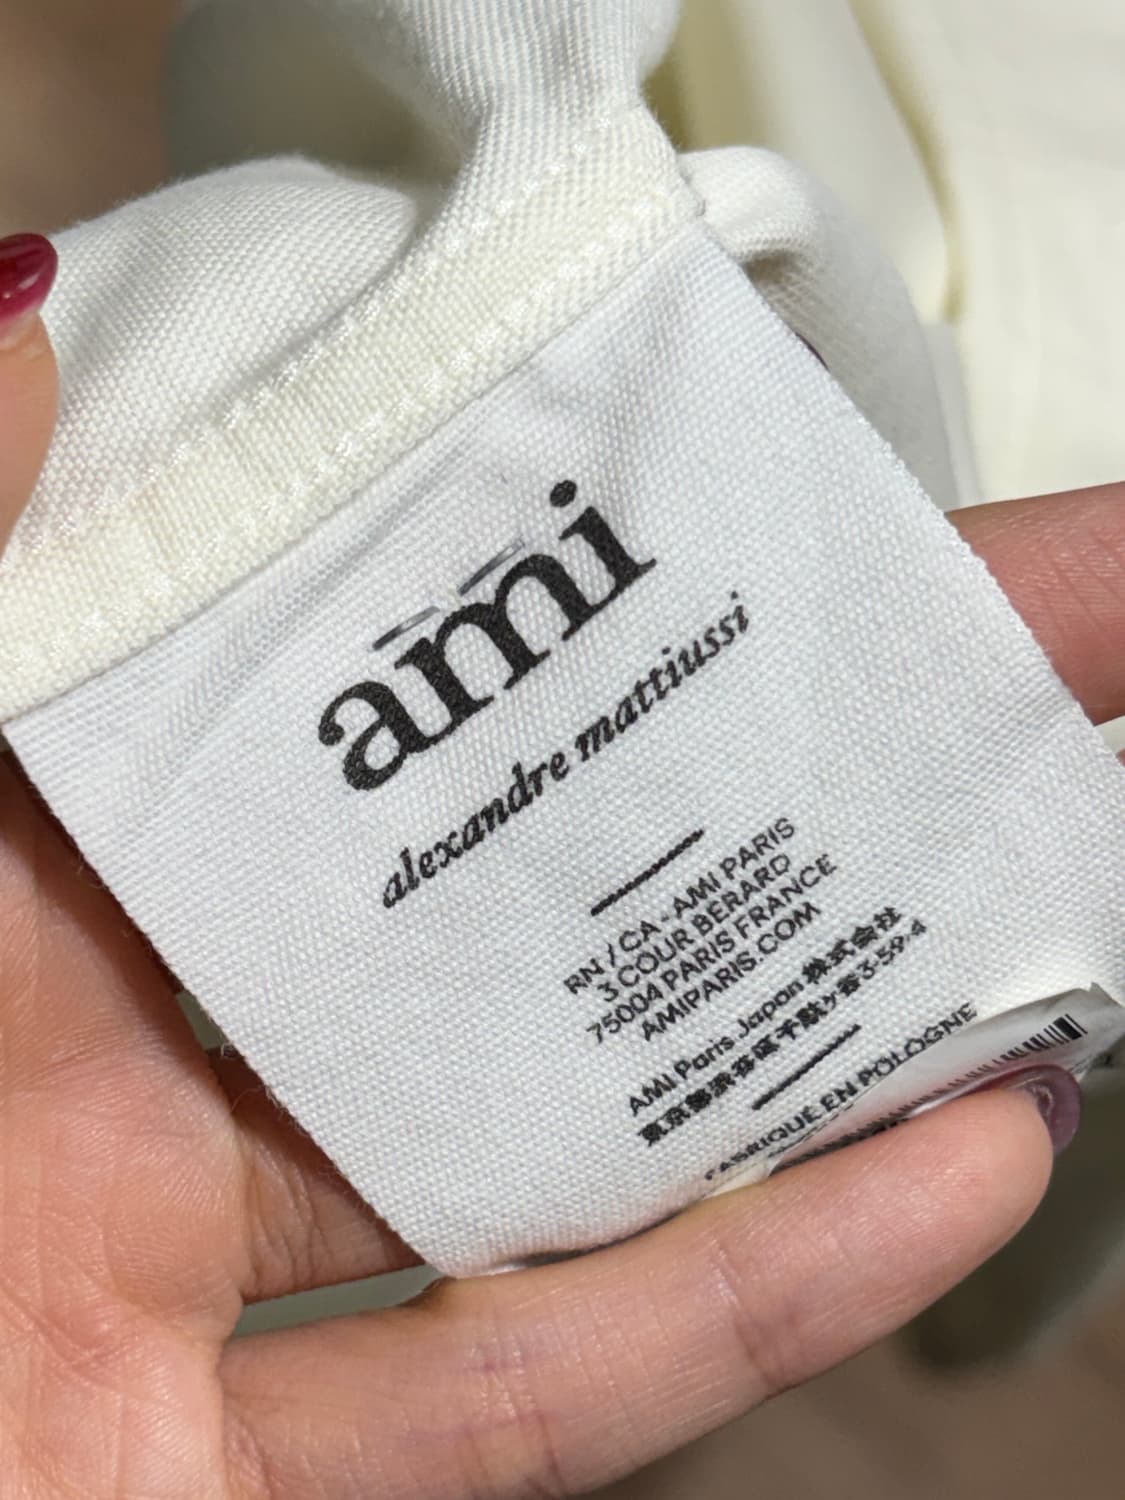 ami
alexandre mattiussi
RN / CA - AMI PARIS
3 COUR BERARD
75004 PARIS FRANCE
AMIPARIS.COM
AMI Paris Japan 株式会社
東京都渋谷区千駄ヶ谷3-59-4
FABRIQUÉ EN POLOGNE